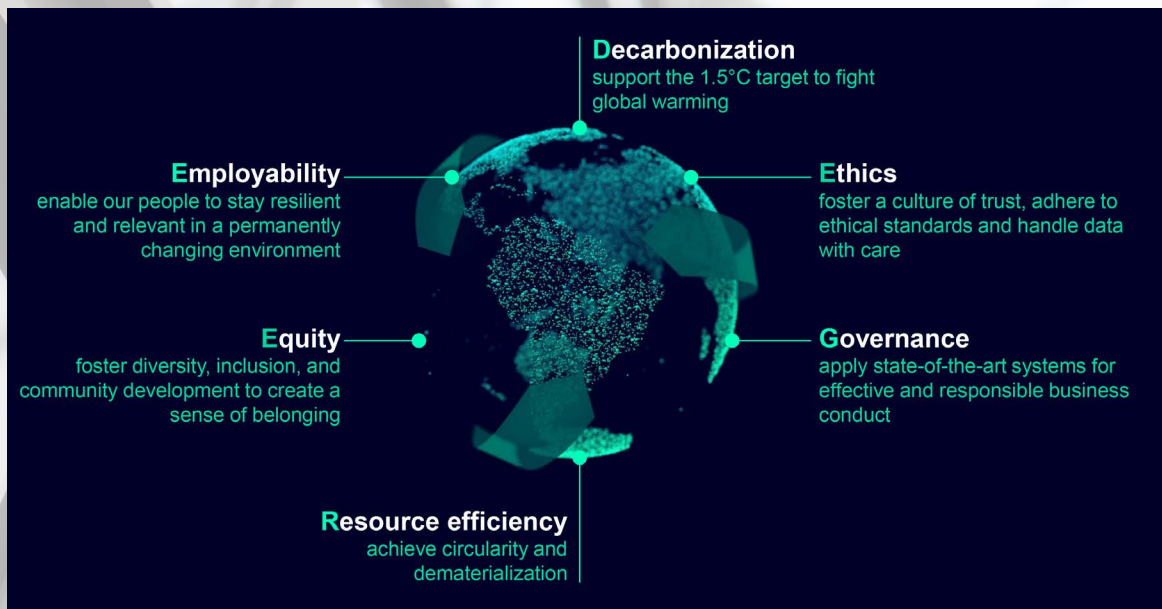 Decarbonization
support the 1.5°C target to fight
global warming
Ethics
foster a culture of trust, adhere to
ethical standards and handle data
with care
Governance
apply state-of-the-art systems for
effective and responsible business
conduct
Resource efficiency
achieve circularity and
dematerialization
Equity
foster diversity, inclusion, and
community development to create a
sense of belonging
Employability
enable our people to stay resilient
and relevant in a permanently
changing environment